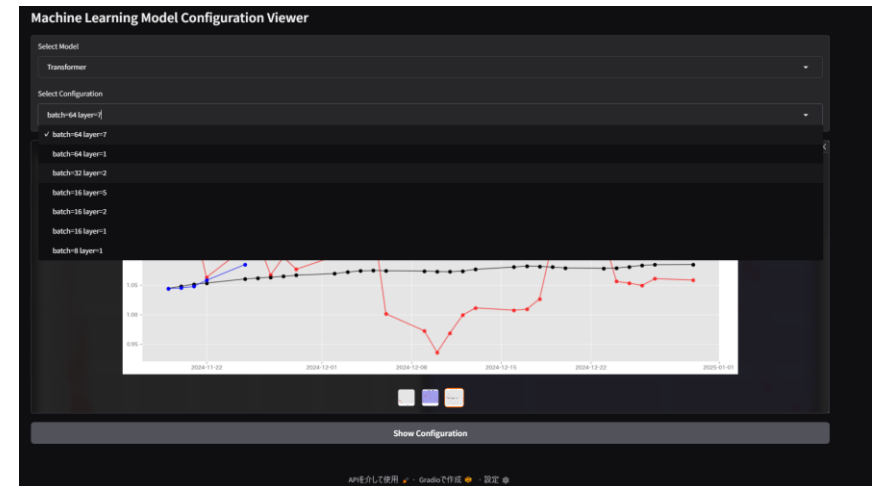 Machine Learning Model Configuration Viewer
Select Model
Transformer
Select Configuration
batch=64 layer=7
✓ batch=64 layer=7
batch=64 layer=1
batch=32 layer=2
batch=16 layer=5
batch=16 layer=2
batch=16 layer=1
batch=8 layer=1
1.05
1.00
0.95
2024-11-22 2024-12-01 2024-12-08 2024-12-15 2024-12-22 2025-01-01
Show Configuration
APIを介して使用 · Gradioで作成 · 設定